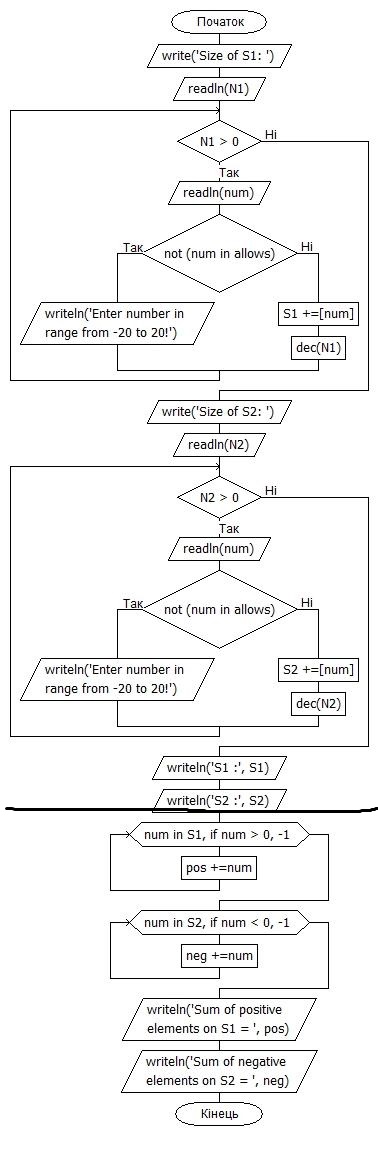 Початок
write('Size of S1: ')
readln(N1)
N1 > 0
Ні
Так
readln(num)
Так
not (num in allows)
Ні
writeln('Enter number in
range from -20 to 20!')
S1 +=[num]
dec(N1)
write('Size of S2: ')
readln(N2)
N2 > 0
Ні
Так
readln(num)
Так
not (num in allows)
Ні
writeln('Enter number in
range from -20 to 20!')
S2 +=[num]
dec(N2)
writeln('S1 :', S1)
writeln('S2 :', S2)
num in S1, if num > 0, -1
pos +=num
num in S2, if num < 0, -1
neg +=num
writeln('Sum of positive
elements on S1 = ', pos)
writeln('Sum of negative
elements on S2 = ', neg)
Кінець